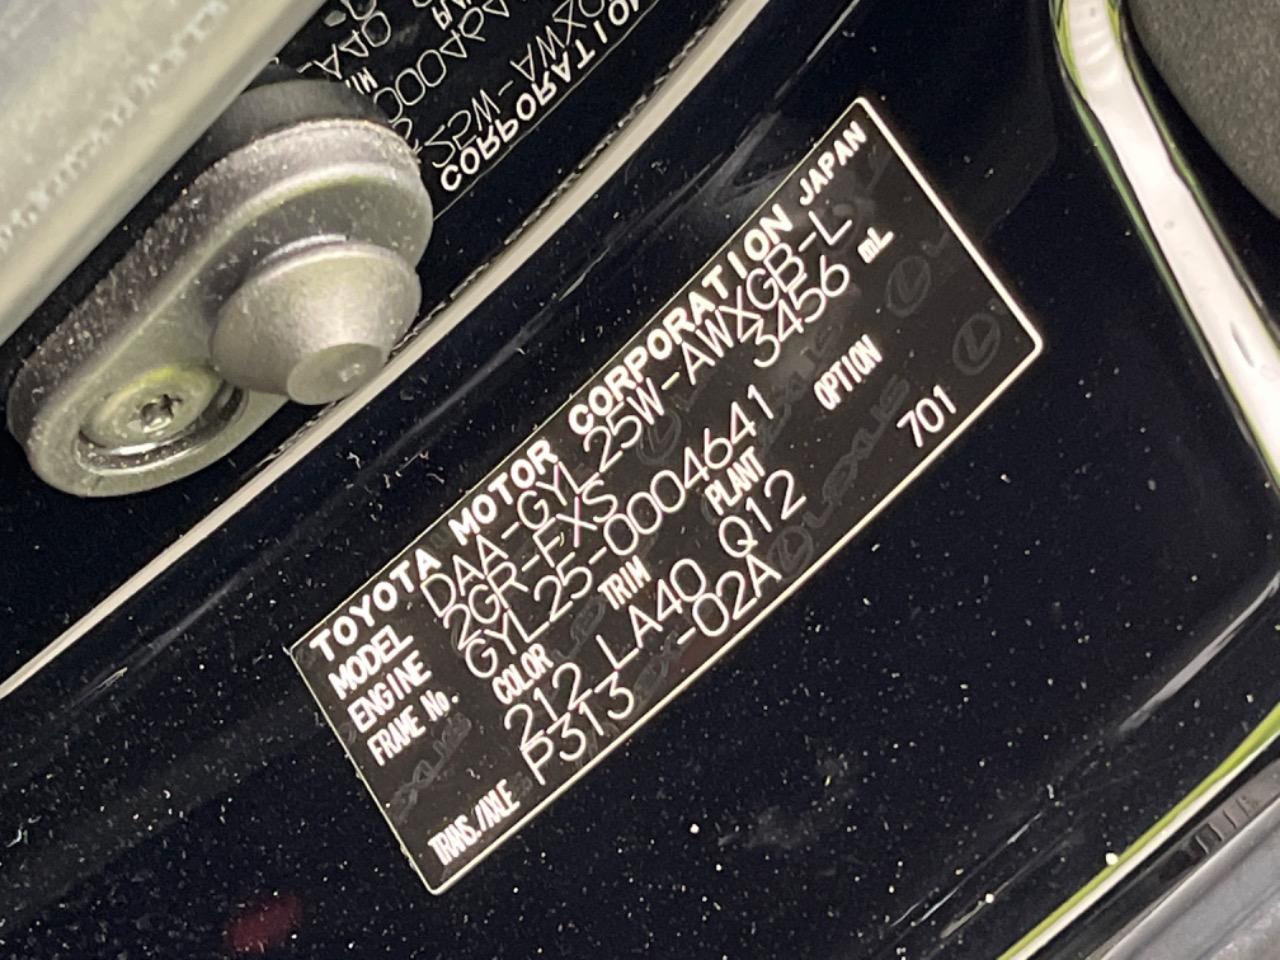 TOYOTA MOTOR CORPORATION JAPAN
MODEL DAA-GYL25W-AWXGB-L
ENGINE 2GR-FXS 3456 mL
FRAME No. GYL25-0004641
COLOR TRIM PLANT OPTION
212 LA40 Q12 701
TRANS./AXLE P313 -02A
CORPORATION